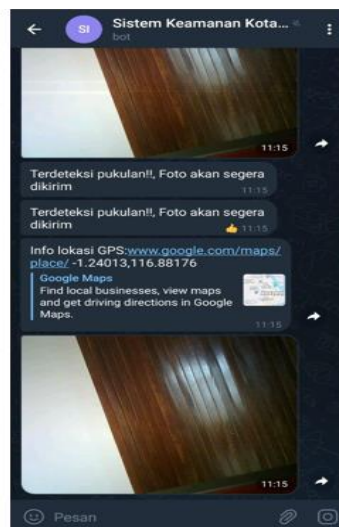 SI
Sistem Keamanan Kota...
bot
11:15
Terdeteksi pukulan!!, Foto akan segera
dikirim
11:15
Terdeteksi pukulan!!, Foto akan segera
dikirim
👍 11:15
Info lokasi GPS:www.google.com/maps/
place/ -1.24013,116.88176
Google Maps
Find local businesses, view maps
and get driving directions in Google
Maps.
11:15
11:15
Pesan